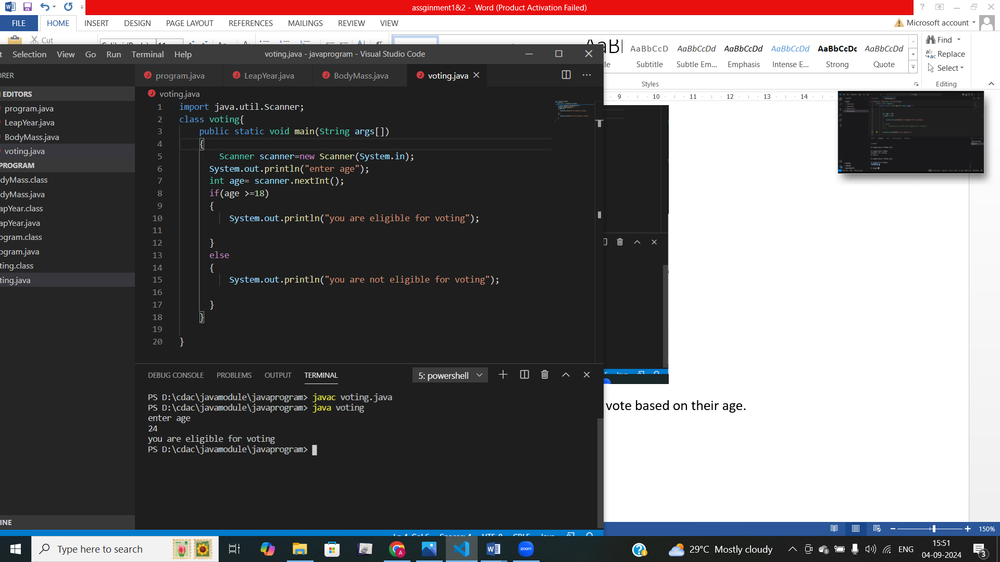 assginment1&2 - Word (Product Activation Failed)
FILE HOME INSERT DESIGN PAGE LAYOUT REFERENCES MAILINGS REVIEW VIEW
Microsoft account
Cut
Find
Replace
Select
Editing
AaBbCcD AaBbCcDd AaBbCcDd AaBbCcDd AaBbCcDc AaBbCcDd
Subtitle Subtle Em... Emphasis Intense E... Strong Quote
Styles
9 10 11 12 13 14
Selection View Go Run Terminal Help
voting.java - javaprogram - Visual Studio Code
program.java LeapYear.java BodyMass.java voting.java
voting.java
ORER
EDITORS
program.java
LeapYear.java
BodyMass.java
voting.java
PROGRAM
dyMass.class
dyMass.java
apYear.class
apYear.java
ogram.class
ogram.java
ting.class
ting.java
INE
1 import java.util.Scanner;
2 class voting{
3 public static void main(String args[])
4 {
5 Scanner scanner=new Scanner(System.in);
6 System.out.println("enter age");
7 int age= scanner.nextInt();
8 if(age >=18)
9 {
10 System.out.println("you are eligible for voting");
11
12 }
13 else
14 {
15 System.out.println("you are not eligible for voting");
16
17 }
18 }
19
20 }
DEBUG CONSOLE PROBLEMS OUTPUT TERMINAL
5: powershell
PS D:\cdac\javamodule\javaprogram> javac voting.java
PS D:\cdac\javamodule\javaprogram> java voting
enter age
24
you are eligible for voting
PS D:\cdac\javamodule\javaprogram>
vote based on their age.
150%
Type here to search
zoom
29°C Mostly cloudy
ENG
15:51
04-09-2024
3